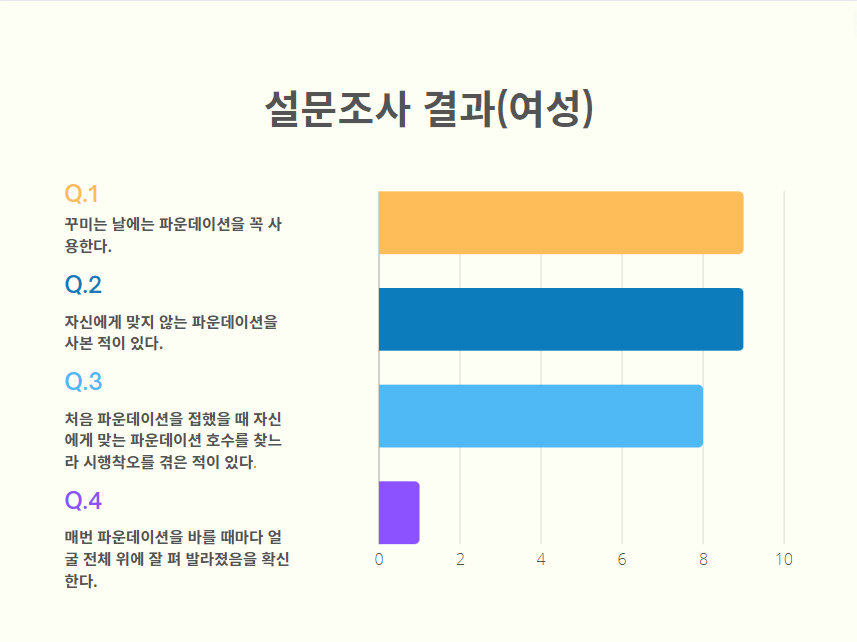 설문조사 결과(여성)
Q.1
꾸미는 날에는 파운데이션을 꼭 사
용한다.
Q.2
자신에게 맞지 않는 파운데이션을
사본 적이 있다.
Q.3
처음 파운데이션을 접했을 때 자신
에게 맞는 파운데이션 호수를 찾느
라 시행착오를 겪은 적이 있다.
Q.4
매번 파운데이션을 바를 때마다 얼
굴 전체 위에 잘 펴 발라졌음을 확신
한다.
0 2 4 6 8 10